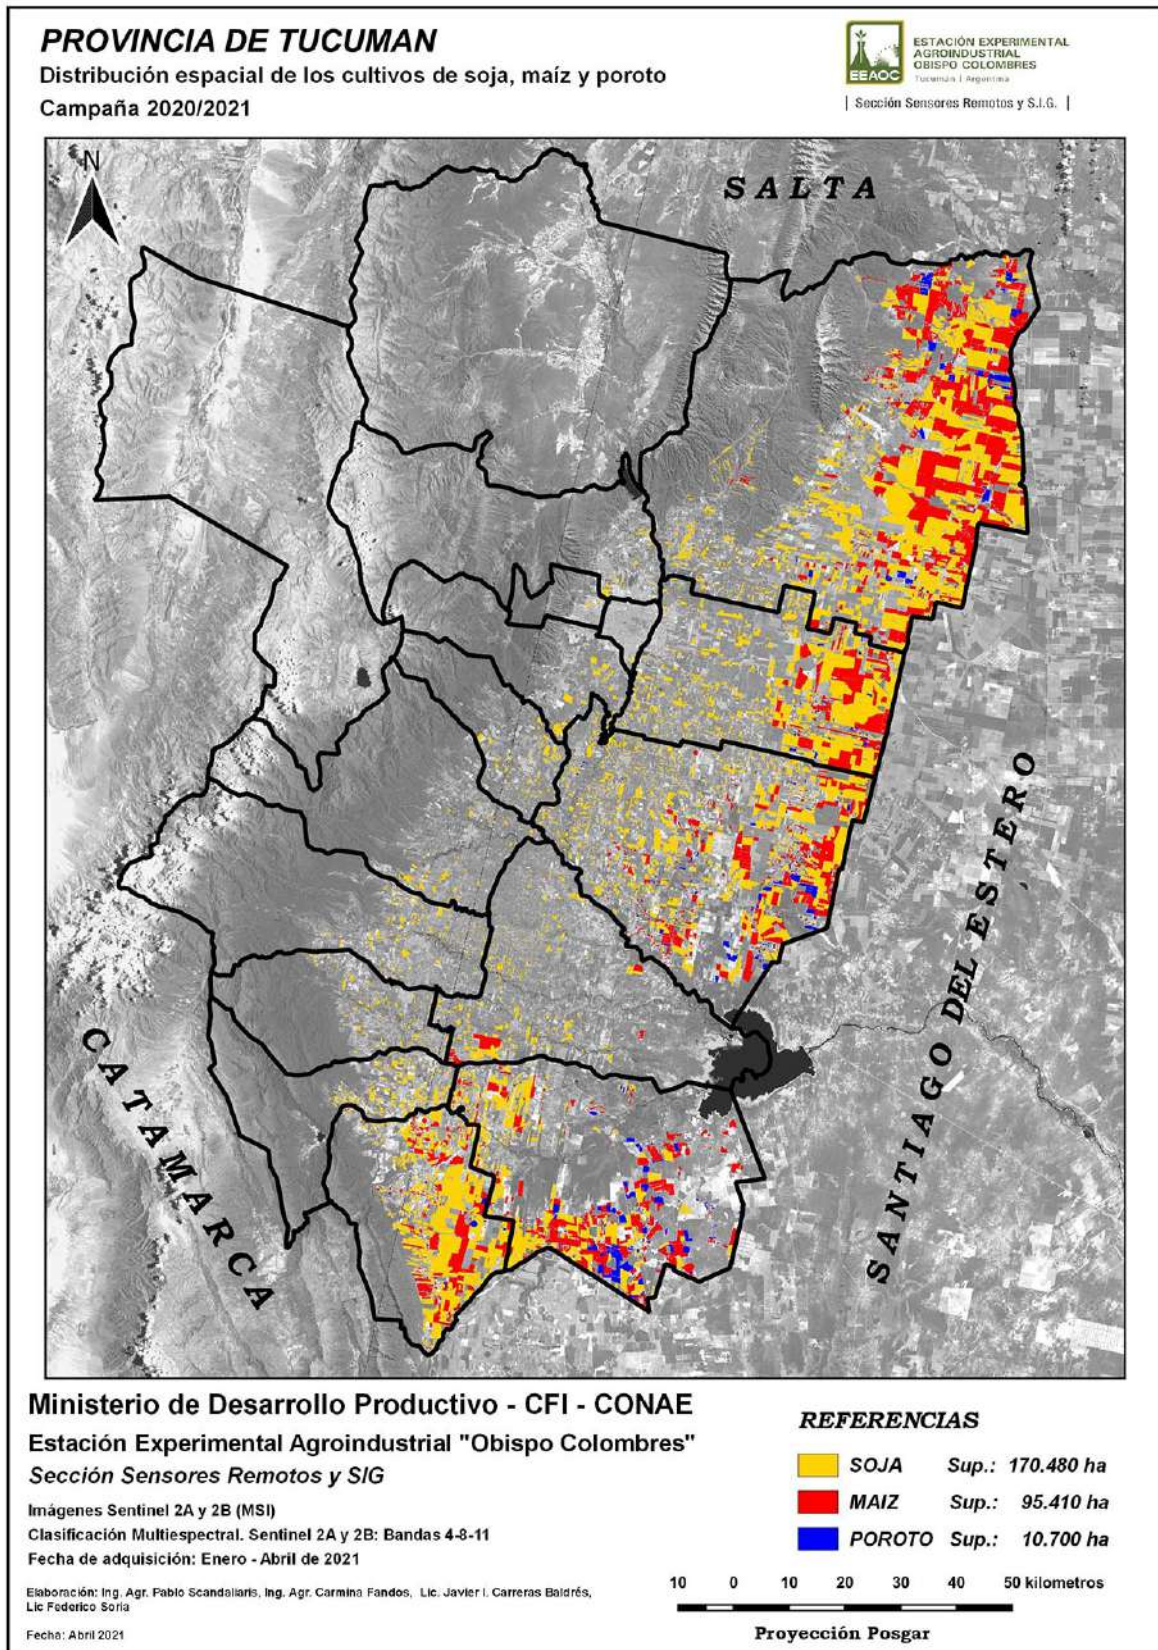 PROVINCIA DE TUCUMAN
Distribución espacial de los cultivos de soja, maíz y poroto
Campaña 2020/2021
EEAOC
ESTACIÓN EXPERIMENTAL
AGROINDUSTRIAL
OBISPO COLOMBRES
Tucumán | Argentina
| Sección Sensores Remotos y S.I.G. |
N
SALTA
SANTIAGO DEL ESTERO
CATAMARCA
Ministerio de Desarrollo Productivo - CFI - CONAE
Estación Experimental Agroindustrial "Obispo Colombres"
Sección Sensores Remotos y SIG
Imágenes Sentinel 2A y 2B (MSI)
Clasificación Multiespectral. Sentinel 2A y 2B: Bandas 4-8-11
Fecha de adquisición: Enero - Abril de 2021
Elaboración: Ing. Agr. Pablo Scandaliaris, Ing. Agr. Carmina Fandos, Lic. Javier I. Carreras Baldrés,
Lic Federico Soria
Fecha: Abril 2021
REFERENCIAS
SOJA Sup.: 170.480 ha
MAIZ Sup.: 95.410 ha
POROTO Sup.: 10.700 ha
10 0 10 20 30 40 50 kilometros
Proyección Posgar